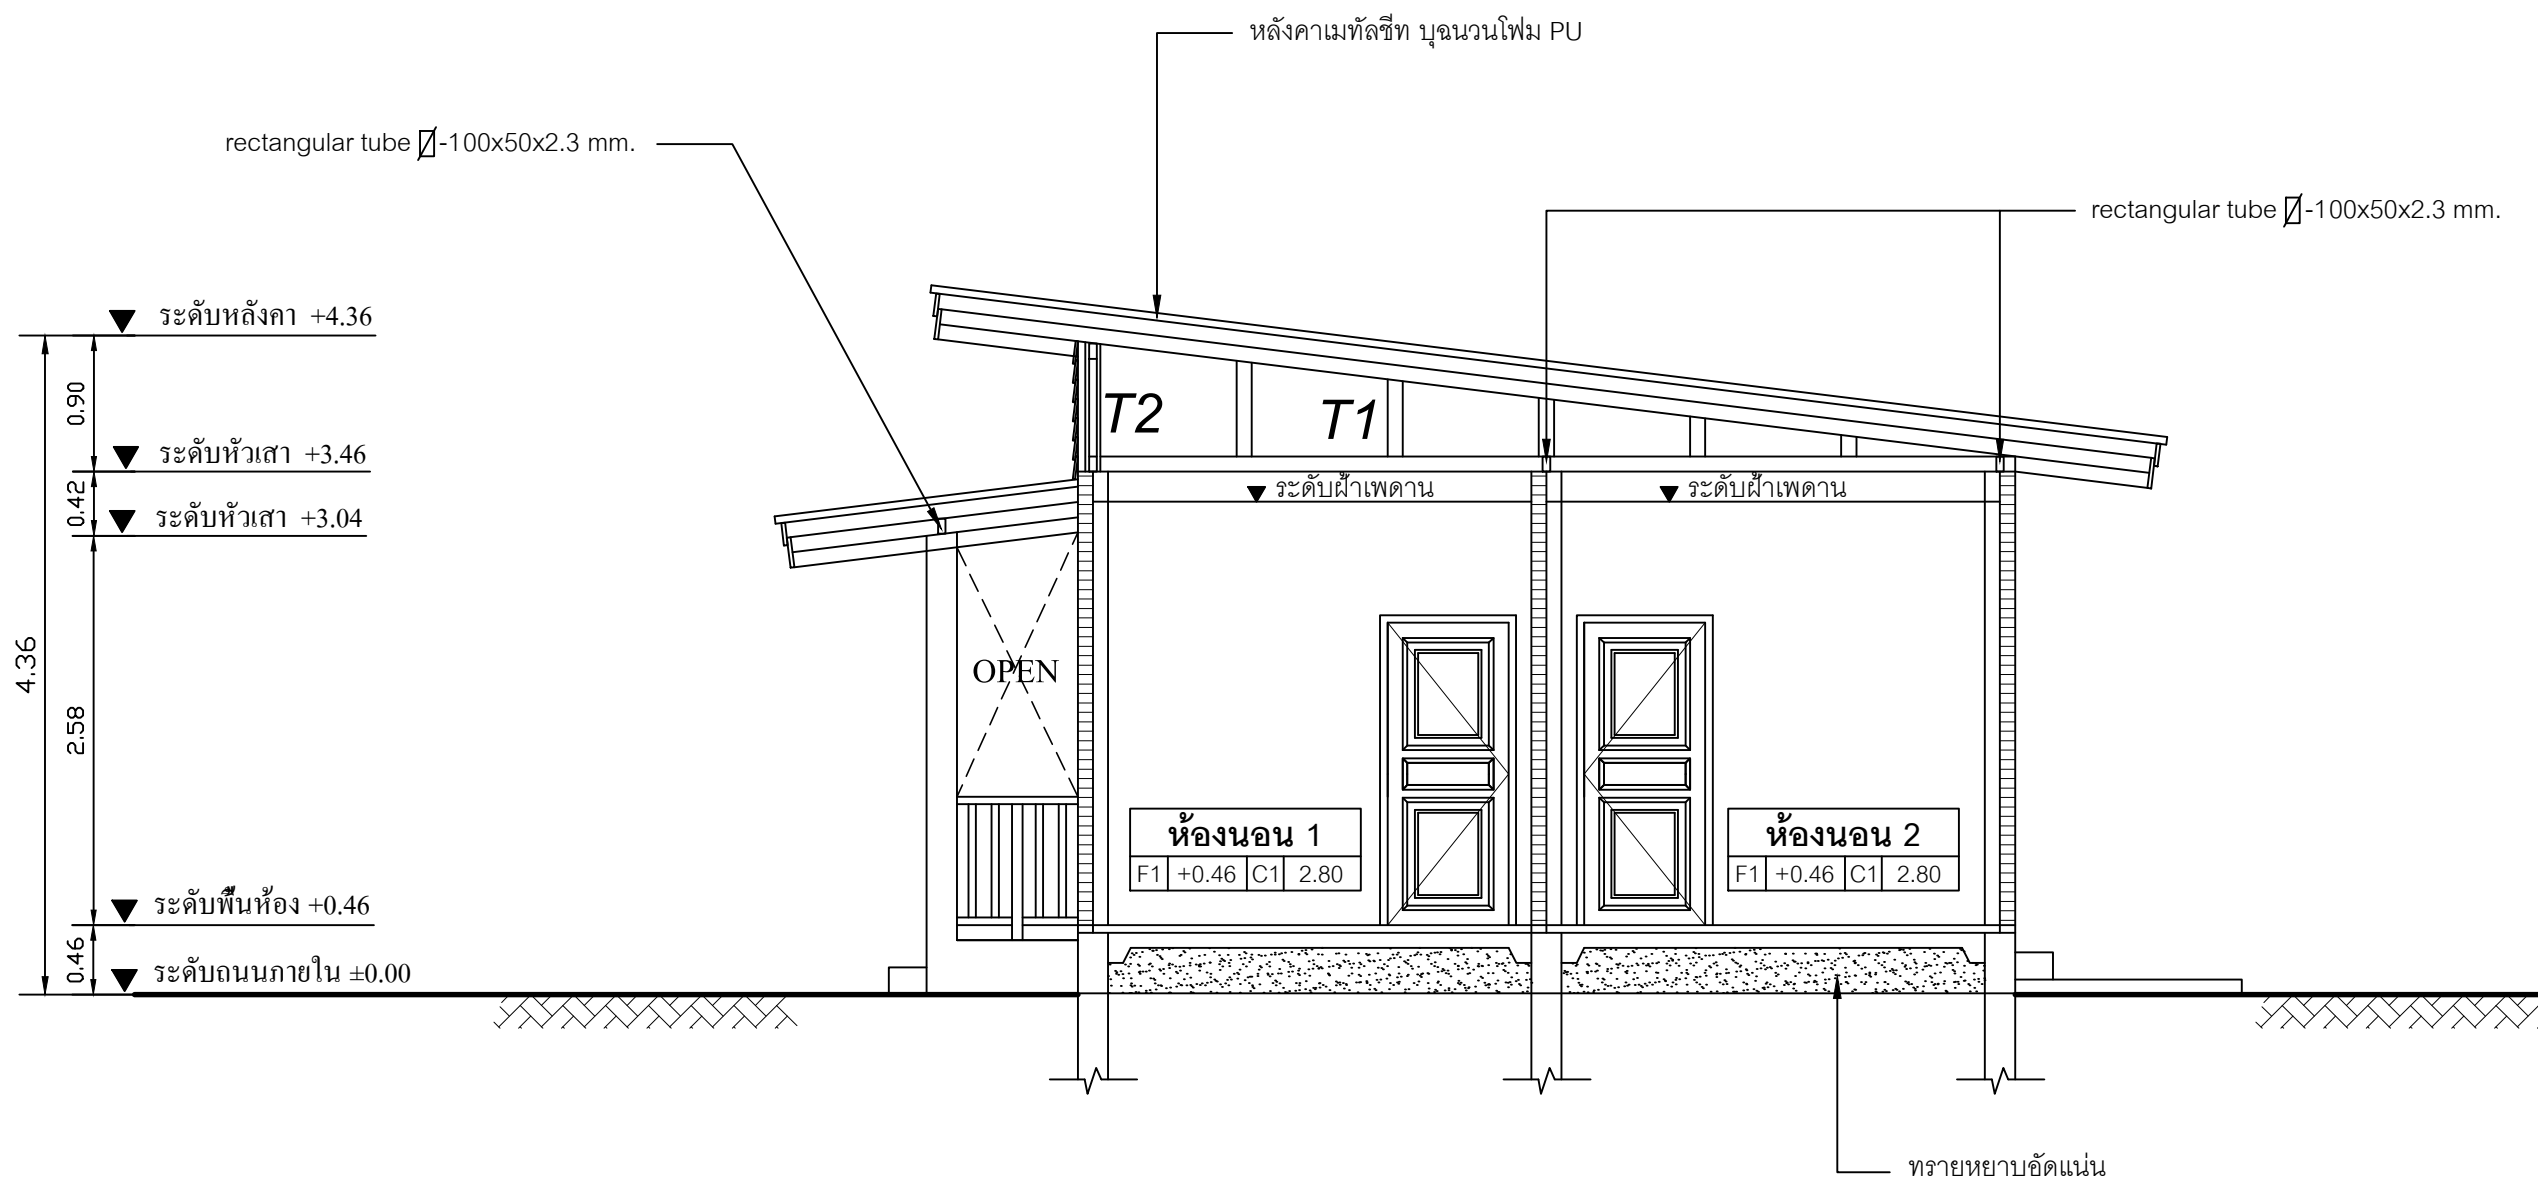 หลังคาเมทัลชีท บุฉนวนโฟม PU
rectangular tube -100x50x2.3 mm.
rectangular tube -100x50x2.3 mm.
ระดับหลังคา +4.36
0.90
T2
T1
ระดับหัวเสา +3.46
0.42
ระดับฝ้าเพดาน
ระดับฝ้าเพดาน
ระดับหัวเสา +3.04
4.36
2.58
OPEN
ห้องนอน 1
F1 +0.46 C1 2.80
ห้องนอน 2
F1 +0.46 C1 2.80
ระดับพื้นห้อง +0.46
0.46
ระดับถนนภายใน ±0.00
ทรายหยาบอัดแน่น